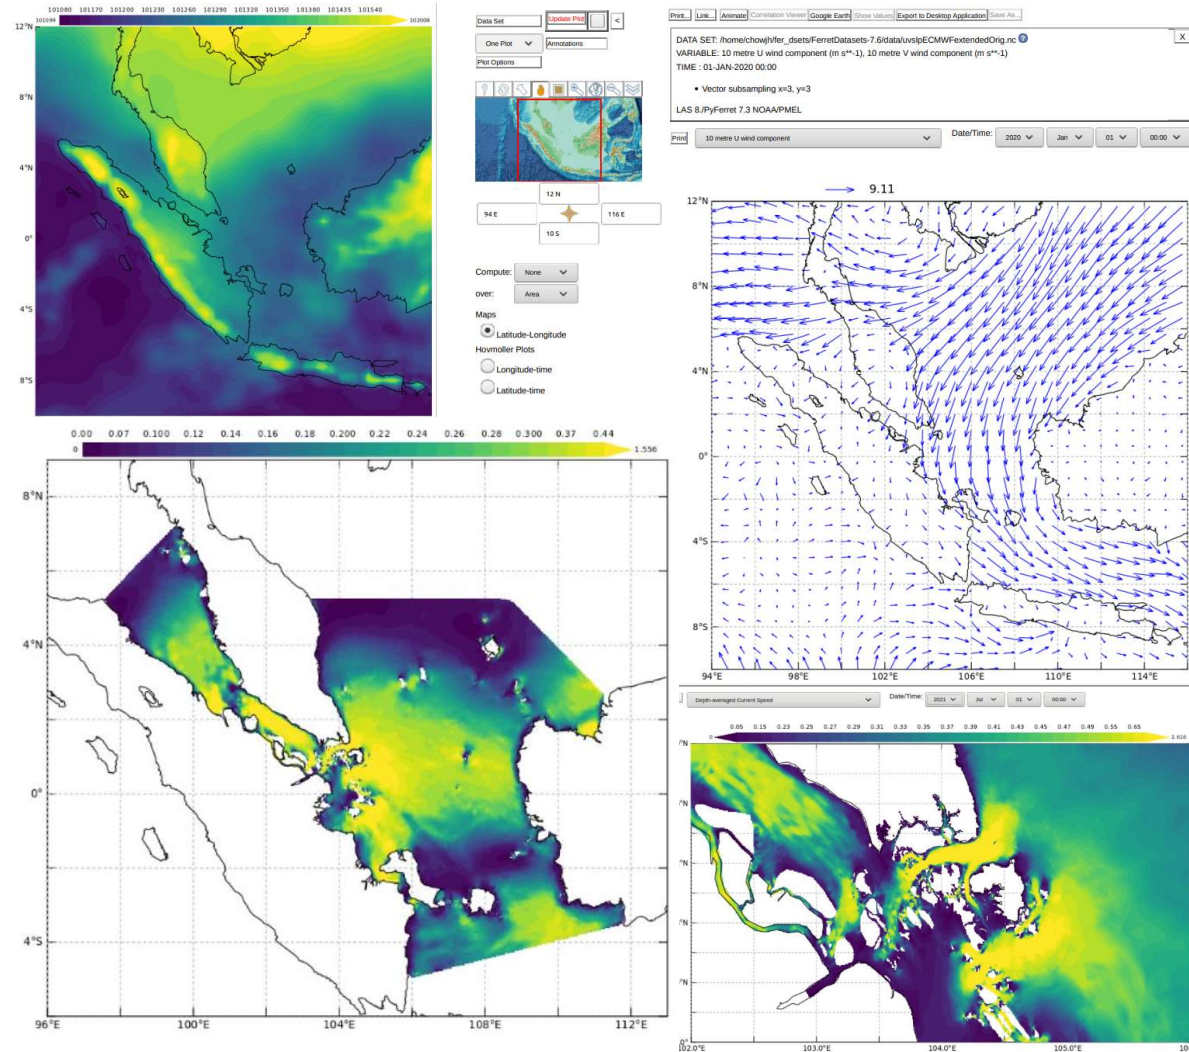 101080 101170 101200 101230 101260 101290 101320 101350 101380 101435 101540
101099 102008
12°N
8°N
4°N
0°
4°S
8°S
Data Set
Update Plot
<
One Plot
Annotations
Plot Options
12 N
94 E
116 E
10 S
Compute:
None
over:
Area
Maps
Latitude-Longitude
Hovmoller Plots
Longitude-time
Latitude-time
Print... Link... Animate Correlation Viewer Google Earth Show Values Export to Desktop Application Save As...
DATA SET: /home/chowjh/fer_dsets/FerretDatasets-7.6/data/uvslpECMWFextendedOrig.nc
X
VARIABLE: 10 metre U wind component (m s**-1), 10 metre V wind component (m s**-1)
TIME : 01-JAN-2020 00:00
• Vector subsampling x=3, y=3
LAS 8./PyFerret 7.3 NOAA/PMEL
Print
10 metre U wind component
Date/Time:
2020
Jan
01
00:00
9.11
12°N
8°N
4°N
0°
4°S
8°S
94°E 98°E 102°E 106°E 110°E 114°E
0.00 0.07 0.100 0.12 0.14 0.16 0.18 0.200 0.22 0.24 0.26 0.28 0.300 0.37 0.44
0 1.556
8°N
4°N
0°
4°S
96°E 100°E 104°E 108°E 112°E
Depth-averaged Current Speed
Date/Time:
2021
Jul
01
00:00
0.05 0.15 0.23 0.25 0.27 0.29 0.31 0.33 0.35 0.37 0.39 0.41 0.43 0.45 0.47 0.49 0.55 0.65
0 2.616
°N
°N
°N
°N
°N
0°
102.0°E 103.0°E 104.0°E 105.0°E 10